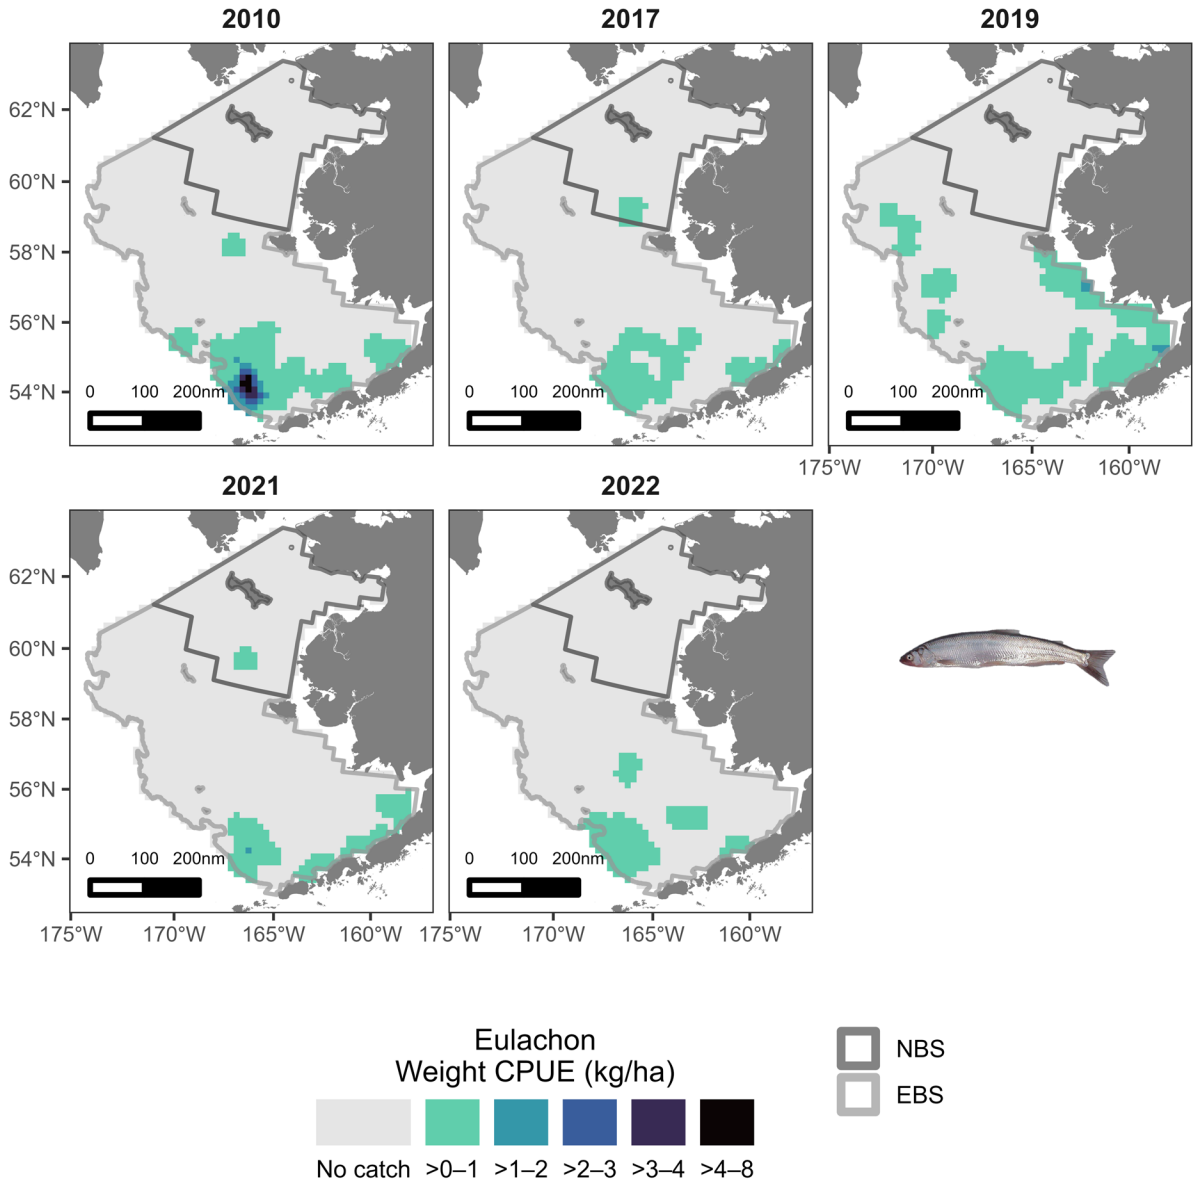 2010
2017
2019
62°N
60°N
58°N
56°N
54°N
0 100 200nm
0 100 200nm
0 100 200nm
175°W 170°W 165°W 160°W
2021
2022
62°N
60°N
58°N
56°N
54°N
0 100 200nm
0 100 200nm
175°W 170°W 165°W 160°W 175°W 170°W 165°W 160°W
Eulachon
Weight CPUE (kg/ha)
No catch >0–1 >1–2 >2–3 >3–4 >4–8
NBS
EBS